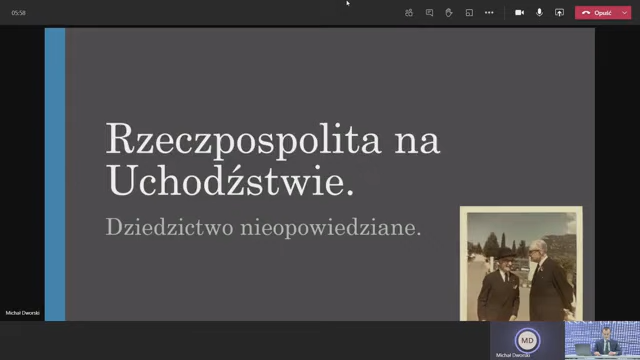 05:58
Opuść
Rzeczpospolita na
Uchodźstwie.
Dziedzictwo nieopowiedziane.
Michał Dworski
MD
Michał Dworski